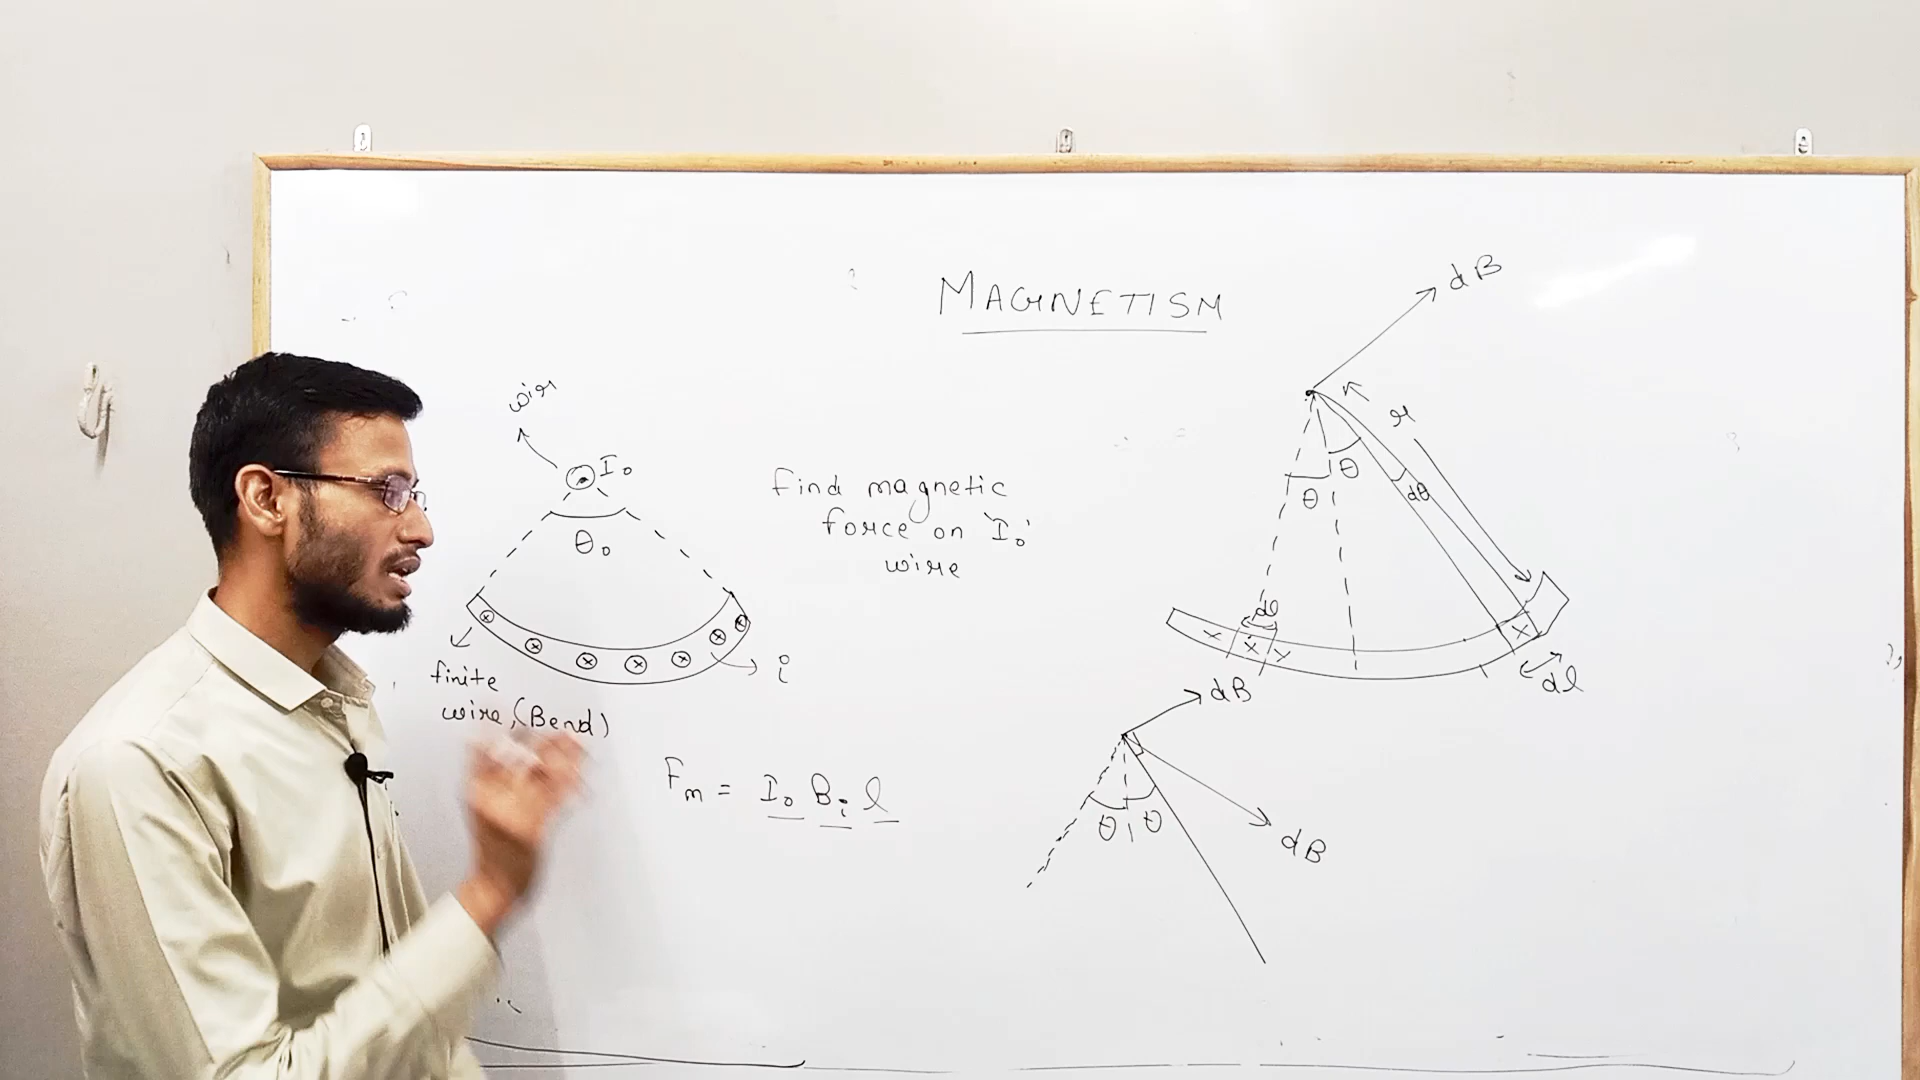 MAGNETISM
wire
I₀
θ₀
i
finite
wire, (Bend)
Find magnetic
force on 'I₀'
wire
Fₘ = I₀ Bᵢ l
dB
r
θ
θ
dθ
dl
x x x x
dl
dB
θ θ
dB